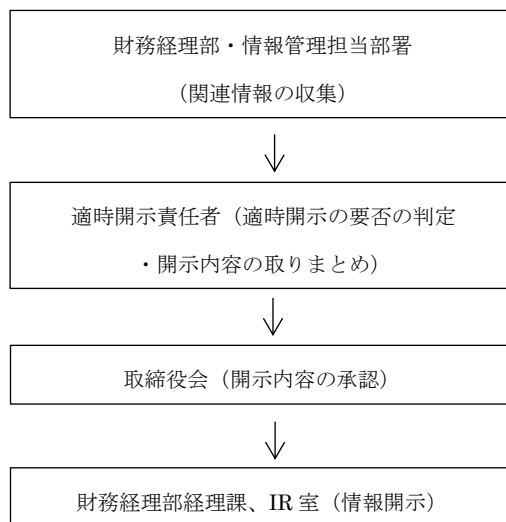 財務経理部・情報管理担当部署
（関連情報の収集）
適時開示責任者（適時開示の要否の判定
・開示内容の取りまとめ）
取締役会（開示内容の承認）
財務経理部経理課、IR 室（情報開示）